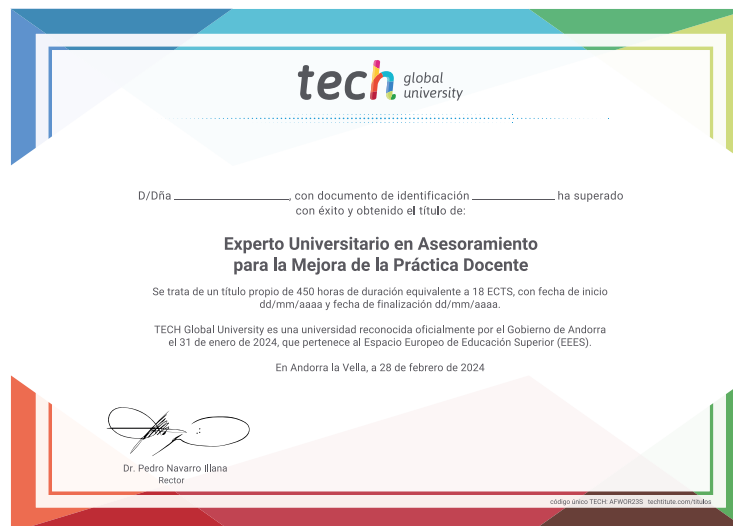 tech global
university
D/Dña ____________, con documento de identificación ____________ ha superado
con éxito y obtenido el título de:
Experto Universitario en Asesoramiento
para la Mejora de la Práctica Docente
Se trata de un título propio de 450 horas de duración equivalente a 18 ECTS, con fecha de inicio
dd/mm/aaaa y fecha de finalización dd/mm/aaaa.
TECH Global University es una universidad reconocida oficialmente por el Gobierno de Andorra
el 31 de enero de 2024, que pertenece al Espacio Europeo de Educación Superior (EEES).
En Andorra la Vella, a 28 de febrero de 2024
Dr. Pedro Navarro Illana
Rector
código único TECH: AFWOR23S techtitute.com/titulos